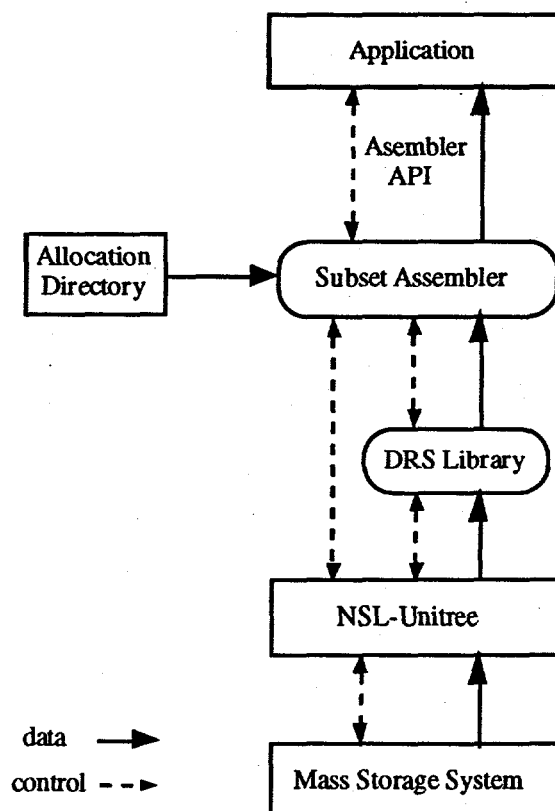 Application
Asembler
API
Allocation
Directory
Subset Assembler
DRS Library
NSL-Unitree
data
control
Mass Storage System